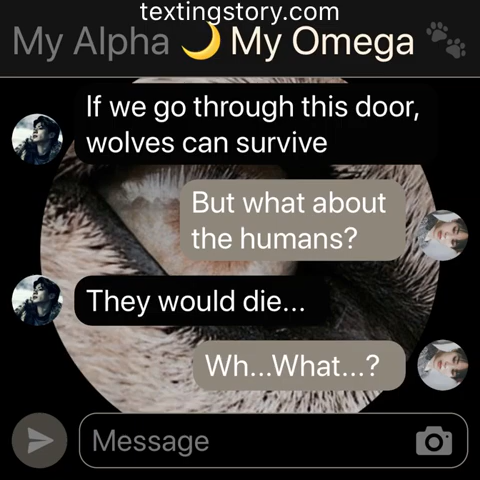 textingstory.com
My Alpha 🌙 My Omega 🐾
If we go through this door,
wolves can survive
But what about
the humans?
They would die...
Wh...What...?
Message